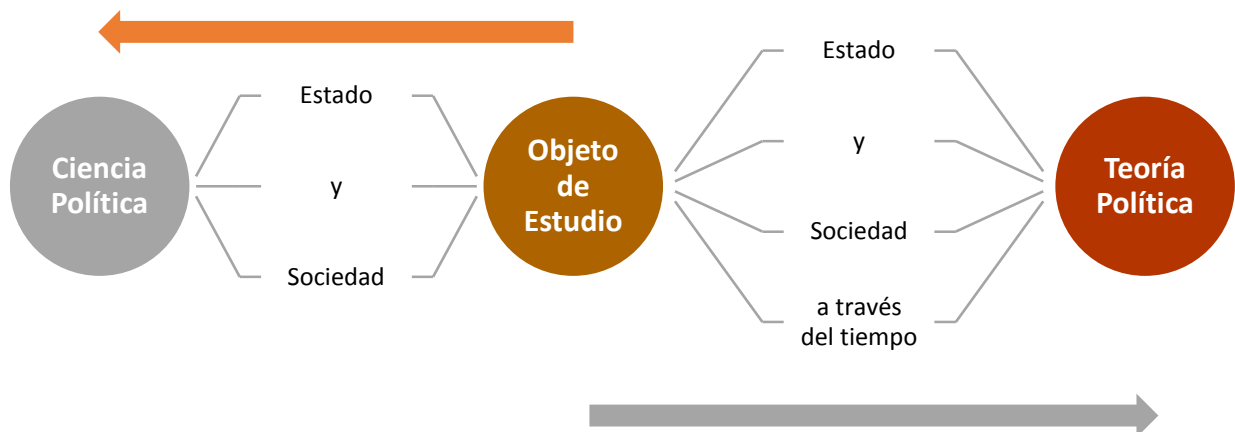 Ciencia
Política
Estado
y
Sociedad
Objeto
de
Estudio
Estado
y
Sociedad
a través
del tiempo
Teoría
Política